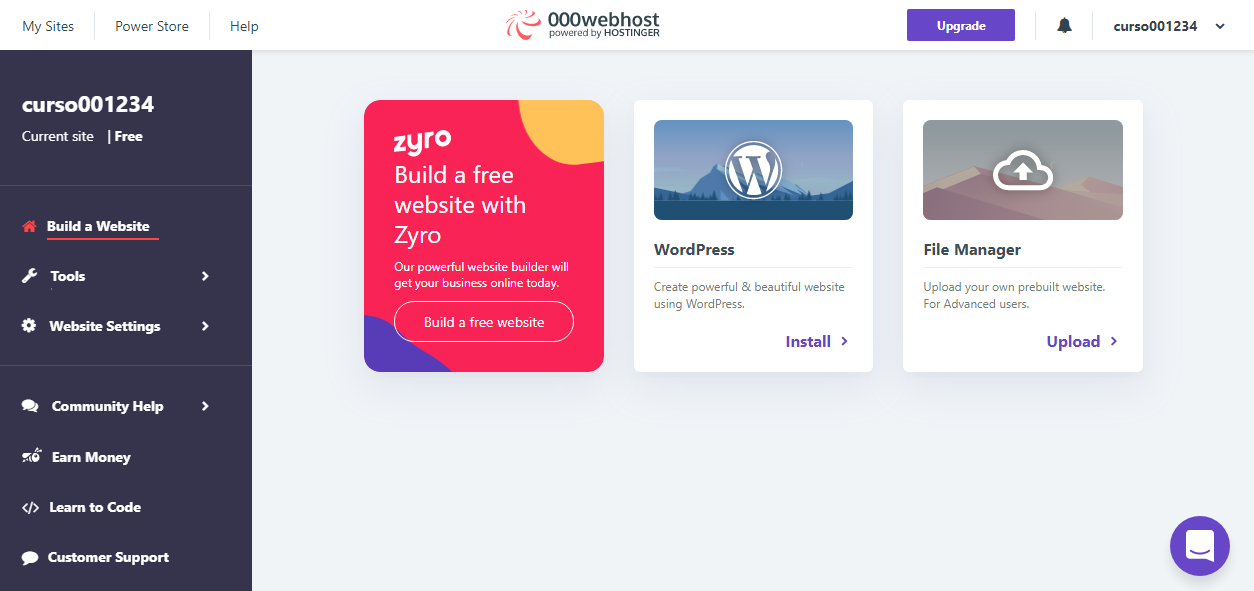 My Sites
Power Store
Help
000webhost
powered by HOSTINGER
Upgrade
curso001234
curso001234
Current site | Free
Build a Website
Tools
Website Settings
Community Help
Earn Money
Learn to Code
Customer Support
zyro
Build a free
website with
Zyro
Our powerful website builder will
get your business online today.
Build a free website
WordPress
Create powerful & beautiful website
using WordPress.
Install
File Manager
Upload your own prebuilt website.
For Advanced users.
Upload